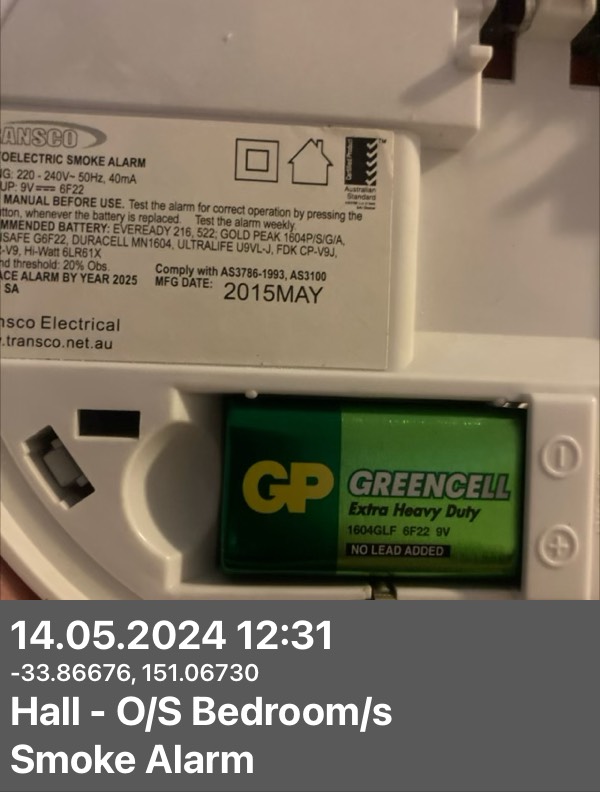 ANSCO
OELECTRIC SMOKE ALARM
G: 220 - 240V~ 50Hz, 40mA
UP: 9V 6F22
MANUAL BEFORE USE. Test the alarm for correct operation by pressing the
tton, whenever the battery is replaced. Test the alarm weekly.
MMENDED BATTERY: EVEREADY 216, 522; GOLD PEAK 1604P/S/G/A,
SAFE G6F22, DURACELL MN1604, ULTRALIFE U9VL-J, FDK CP-V9J,
-V9, Hi-Watt 6LR61X
nd threshold: 20% Obs.
ACE ALARM BY YEAR 2025
SA
Comply with AS3786-1993, AS3100
MFG DATE: 2015MAY
Australian
Standard
nsco Electrical
.transco.net.au
GP GREENCELL
Extra Heavy Duty
1604GLF 6F22 9V
NO LEAD ADDED
14.05.2024 12:31
-33.86676, 151.06730
Hall - O/S Bedroom/s
Smoke Alarm